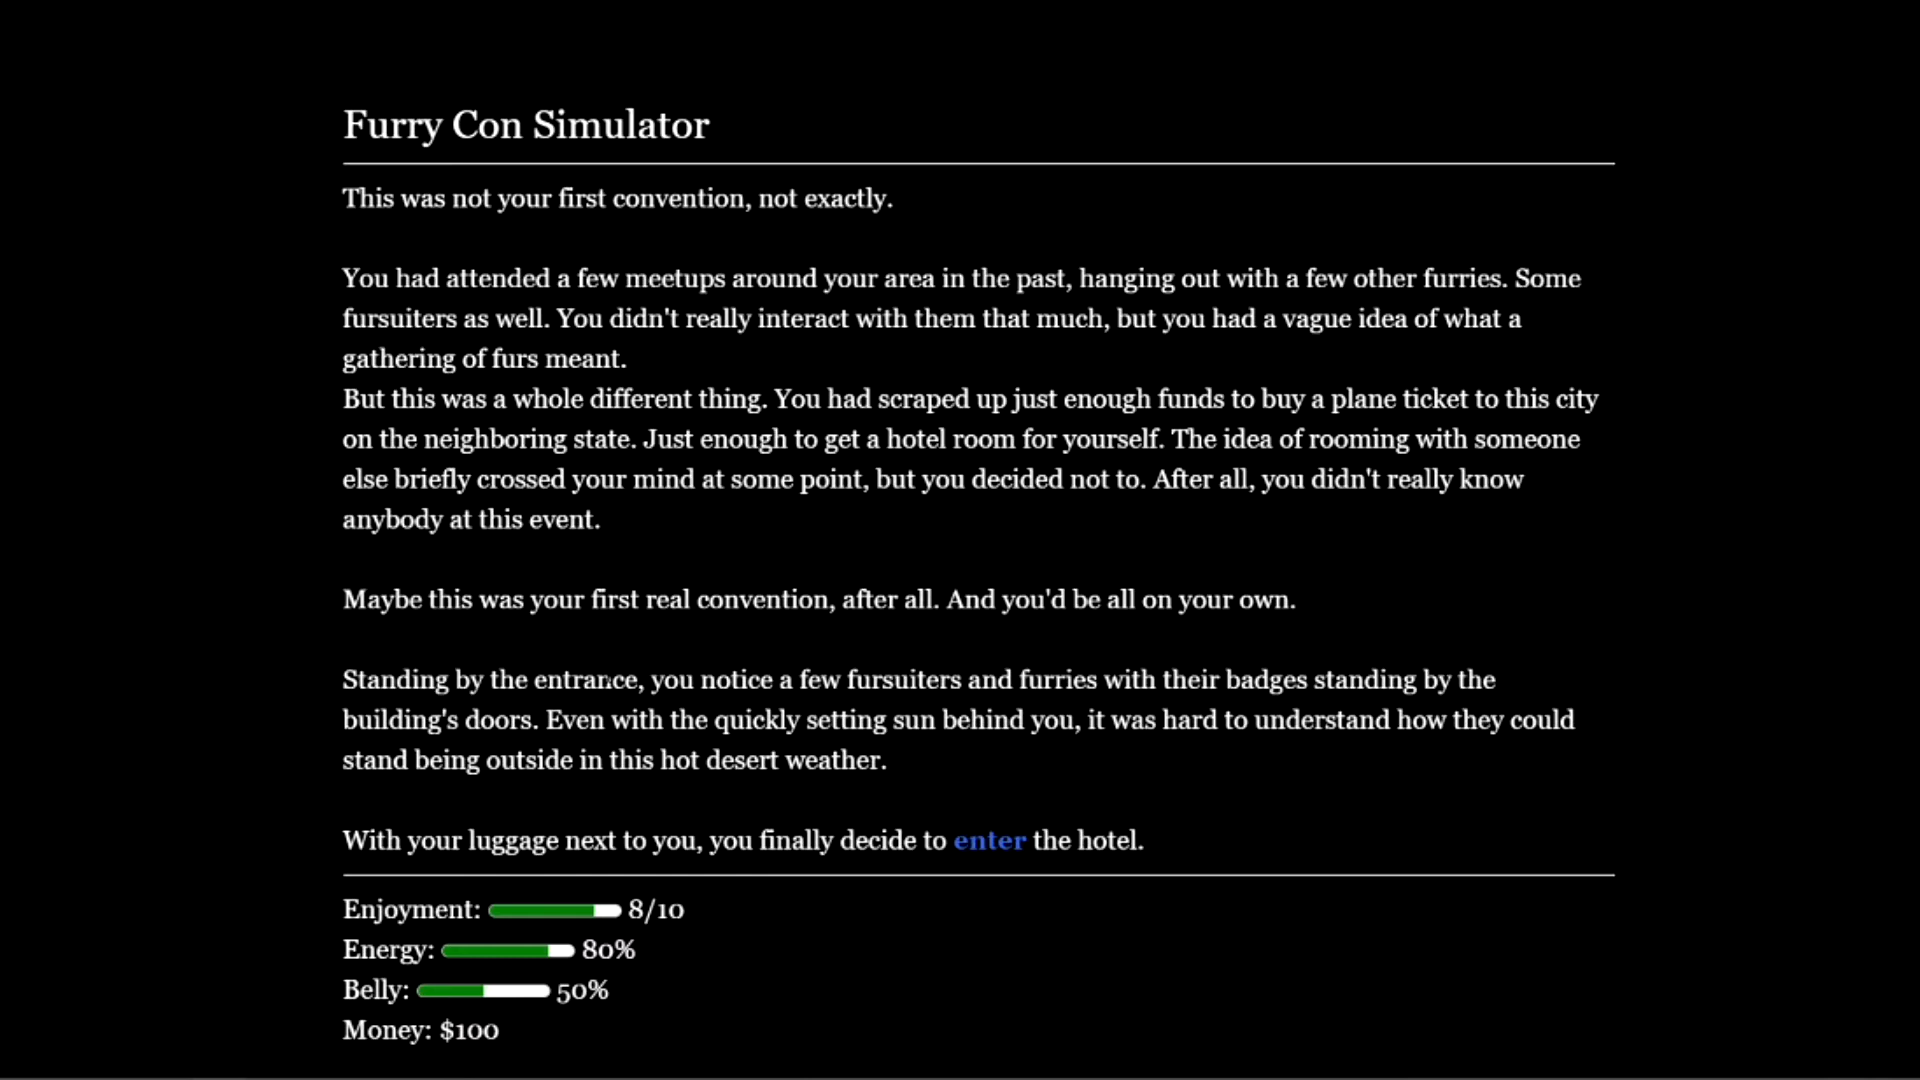 Furry Con Simulator
This was not your first convention, not exactly.
You had attended a few meetups around your area in the past, hanging out with a few other furries. Some
fursuiters as well. You didn't really interact with them that much, but you had a vague idea of what a
gathering of furs meant.
But this was a whole different thing. You had scraped up just enough funds to buy a plane ticket to this city
on the neighboring state. Just enough to get a hotel room for yourself. The idea of rooming with someone
else briefly crossed your mind at some point, but you decided not to. After all, you didn't really know
anybody at this event.
Maybe this was your first real convention, after all. And you'd be all on your own.
Standing by the entrance, you notice a few fursuiters and furries with their badges standing by the
building's doors. Even with the quickly setting sun behind you, it was hard to understand how they could
stand being outside in this hot desert weather.
With your luggage next to you, you finally decide to enter the hotel.
Enjoyment: 8/10
Energy: 80%
Belly: 50%
Money: $100